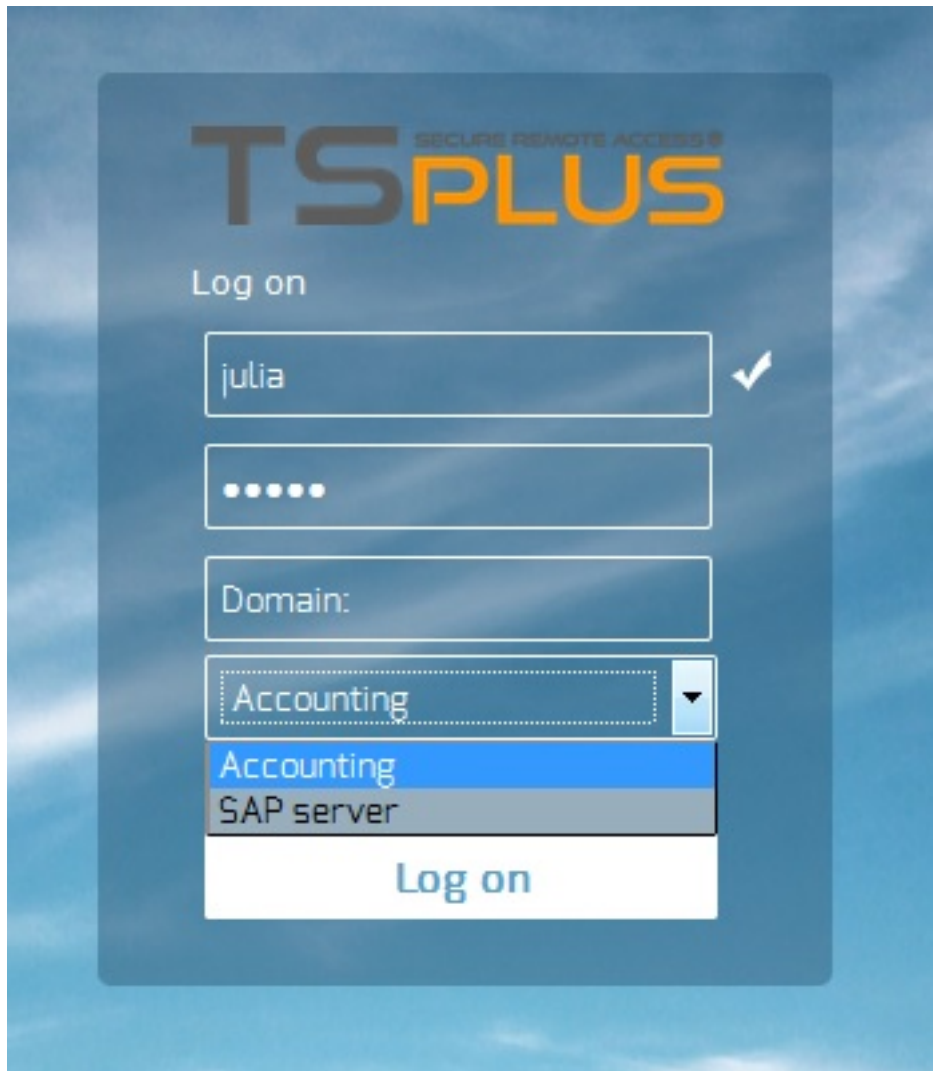 SECURE REMOTE ACCESS
TSPLUS
Log on
julia
•••••
Domain:
Accounting
Accounting
SAP server
Log on